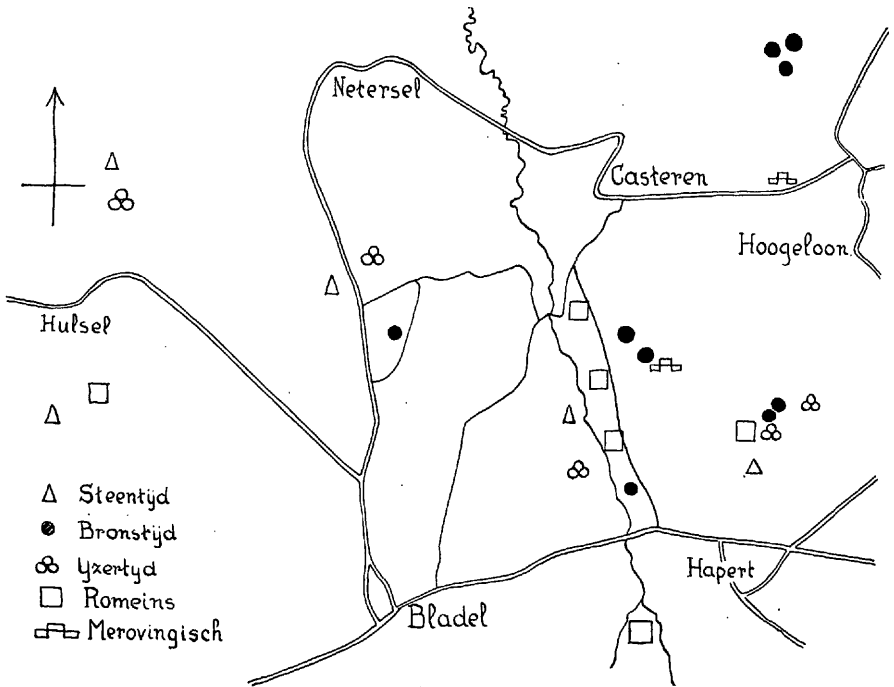 Netersel
Casteren
Hoogeloon
Hulsel
Steentyd
Bronstyd
Yzertyd
Romeins
Merovingisch
Hapert
Bladel